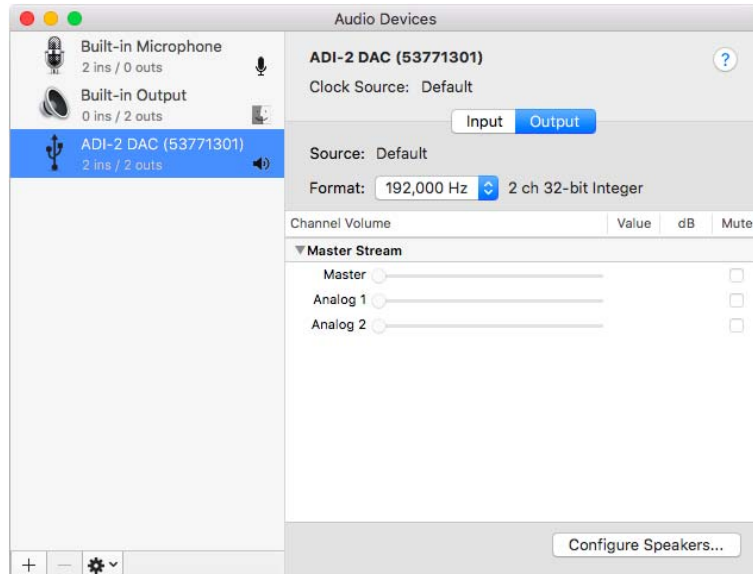 Audio Devices
Built-in Microphone
2 ins / 0 outs
Built-in Output
0 ins / 2 outs
ADI-2 DAC (53771301)
2 ins / 2 outs
ADI-2 DAC (53771301)
?
Clock Source: Default
Input Output
Source: Default
Format: 192,000 Hz 2 ch 32-bit Integer
Channel Volume Value dB Mute
Master Stream
Master
Analog 1
Analog 2
Configure Speakers...